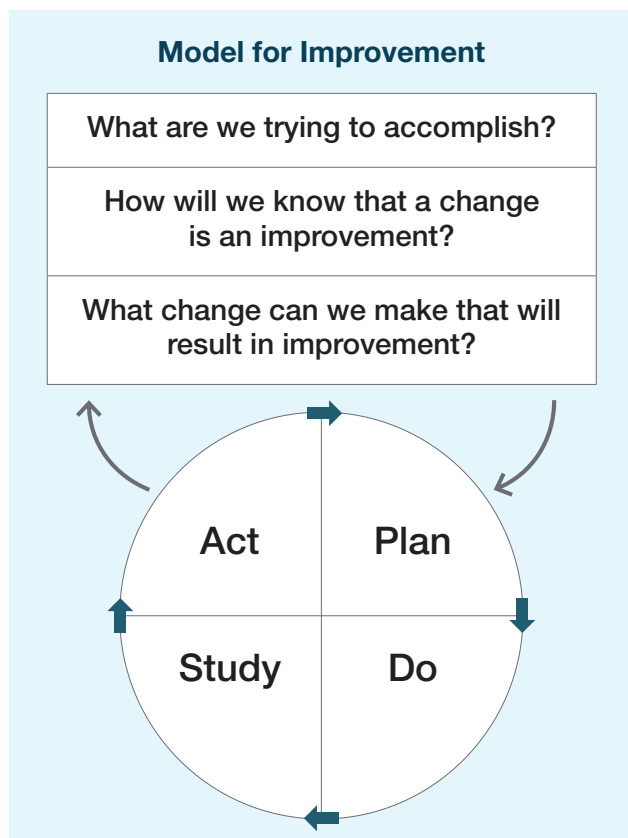 Model for Improvement
What are we trying to accomplish?
How will we know that a change
is an improvement?
What change can we make that will
result in improvement?
Act
Plan
Study
Do